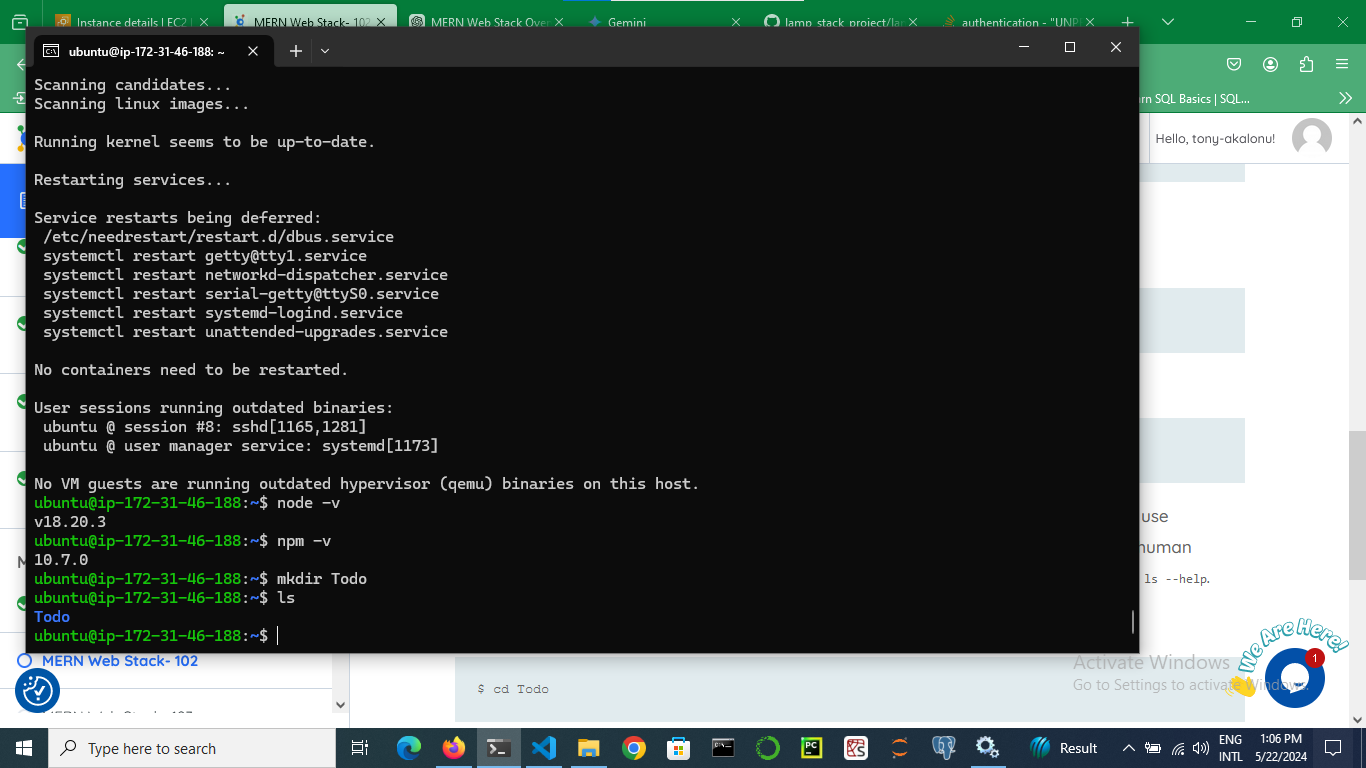 Instance details | EC2 |
MERN Web Stack- 102
MERN Web Stack Over
Gemini
lamp_stack_project/lar
authentication - "UNPI
ubuntu@ip-172-31-46-188: ~
rn SQL Basics | SQL...
Hello, tony-akalonu!
Scanning candidates...
Scanning linux images...
Running kernel seems to be up-to-date.
Restarting services...
Service restarts being deferred:
/etc/needrestart/restart.d/dbus.service
systemctl restart getty@tty1.service
systemctl restart networkd-dispatcher.service
systemctl restart serial-getty@ttyS0.service
systemctl restart systemd-logind.service
systemctl restart unattended-upgrades.service
No containers need to be restarted.
User sessions running outdated binaries:
ubuntu @ session #8: sshd[1165,1281]
ubuntu @ user manager service: systemd[1173]
No VM guests are running outdated hypervisor (qemu) binaries on this host.
ubuntu@ip-172-31-46-188:~$ node -v
v18.20.3
ubuntu@ip-172-31-46-188:~$ npm -v
10.7.0
ubuntu@ip-172-31-46-188:~$ mkdir Todo
ubuntu@ip-172-31-46-188:~$ ls
Todo
ubuntu@ip-172-31-46-188:~$
use
human
ls --help.
MERN Web Stack- 102
$ cd Todo
We Are Here!
1
Activate Windows
Go to Settings to activate Windows.
Type here to search
Result
ENG
INTL
1:06 PM
5/22/2024